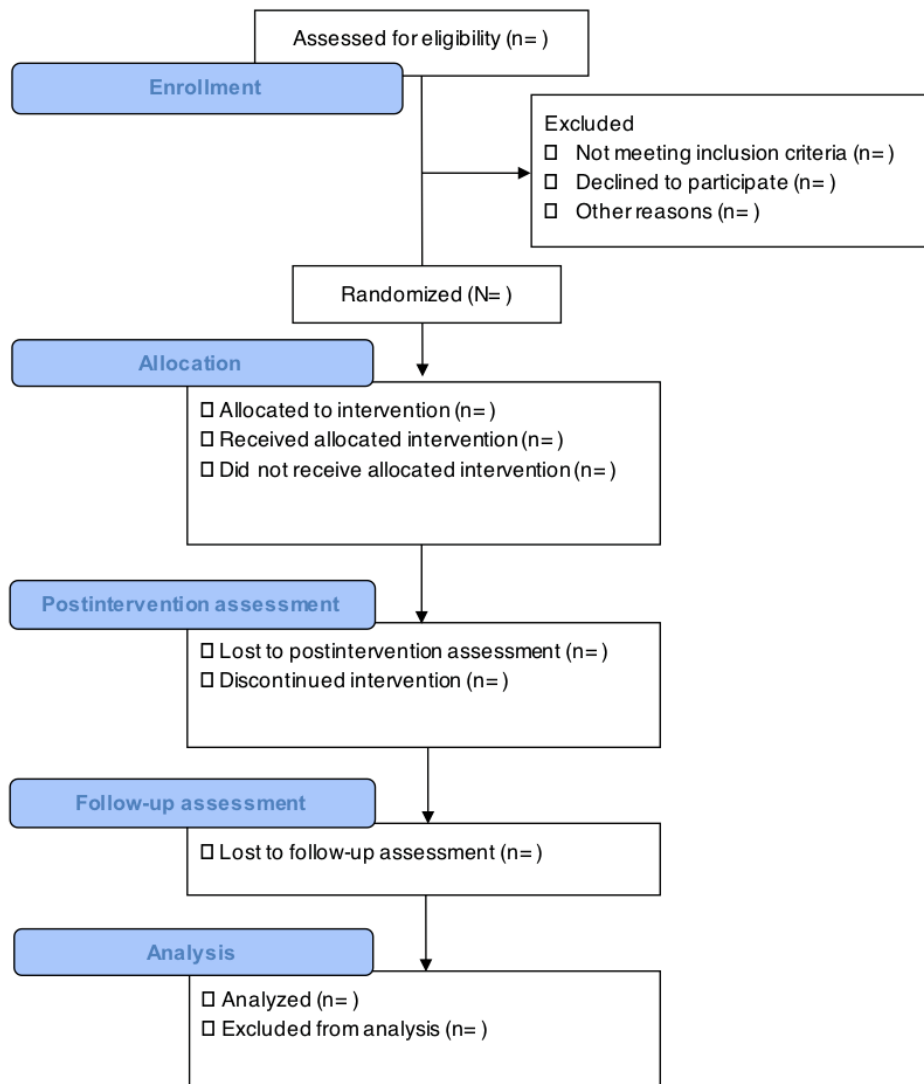 Assessed for eligibility (n= )
Enrollment
Excluded
▯ Not meeting inclusion criteria (n= )
▯ Declined to participate (n= )
▯ Other reasons (n= )
Randomized (N= )
Allocation
▯ Allocated to intervention (n= )
▯ Received allocated intervention (n= )
▯ Did not receive allocated intervention (n= )
Postintervention assessment
▯ Lost to postintervention assessment (n= )
▯ Discontinued intervention (n= )
Follow-up assessment
▯ Lost to follow-up assessment (n= )
Analysis
▯ Analyzed (n= )
▯ Excluded from analysis (n= )